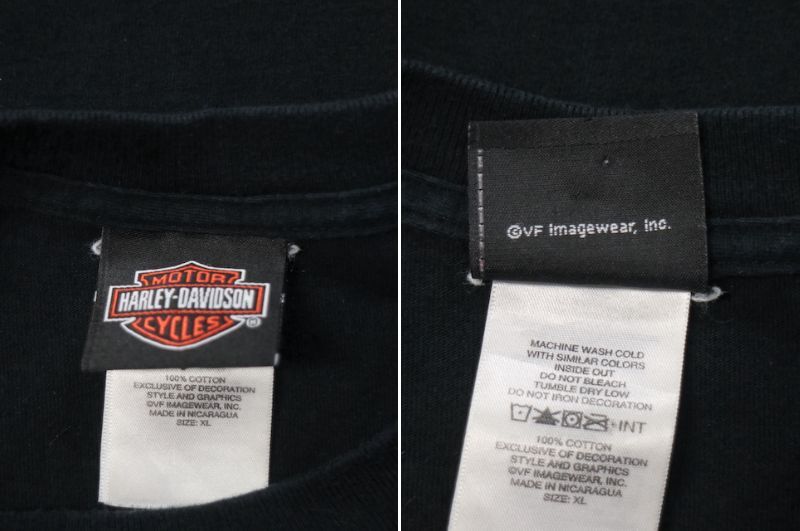 MOTOR
HARLEY-DAVIDSON
CYCLES
®
100% COTTON
EXCLUSIVE OF DECORATION
STYLE AND GRAPHICS
©VF IMAGEWEAR, INC.
MADE IN NICARAGUA
SIZE: XL
©VF Imagewear, Inc.
MACHINE WASH COLD
WITH SIMILAR COLORS
INSIDE OUT
DO NOT BLEACH
TUMBLE DRY LOW
DO NOT IRON DECORATION
+INT
100% COTTON
EXCLUSIVE OF DECORATION
STYLE AND GRAPHICS
©VF IMAGEWEAR, INC.
MADE IN NICARAGUA
SIZE: XL